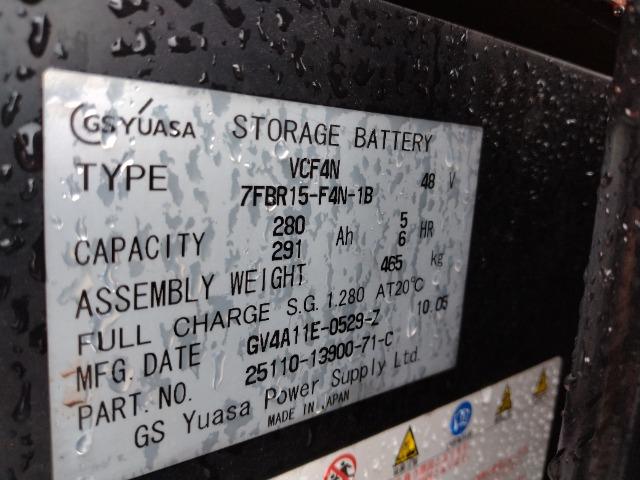 GS YUASA STORAGE BATTERY
TYPE VCF4N 48 V
7FBR15-F4N-1B
CAPACITY 280 Ah 5 HR
291 6
ASSEMBLY WEIGHT 465 kg
FULL CHARGE S.G. 1.280 AT20°C
MFG. DATE GV4A11E-0529-Z 10.05
PART. NO. 25110-13900-71-C
GS Yuasa Power Supply Ltd.
MADE IN JAPAN